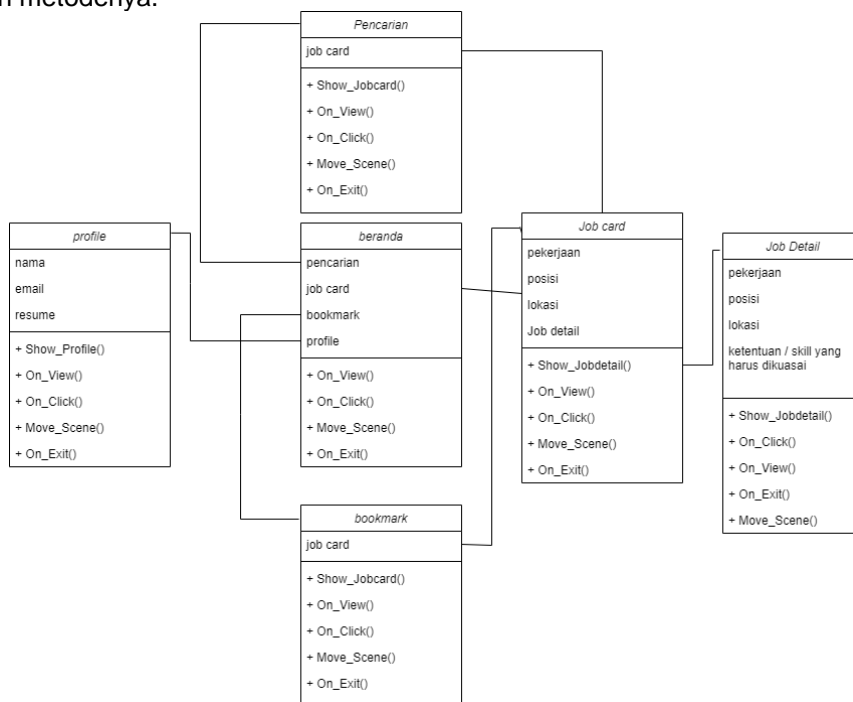 Pencarian
job card
+ Show_Jobcard()
+ On_View()
+ On_Click()
+ Move_Scene()
+ On_Exit()
profile
nama
email
resume
+ Show_Profile()
+ On_View()
+ On_Click()
+ Move_Scene()
+ On_Exit()
beranda
pencarian
job card
bookmark
profile
+ On_View()
+ On_Click()
+ Move_Scene()
+ On_Exit()
Job card
pekerjaan
posisi
lokasi
Job detail
+ Show_Jobdetail()
+ On_View()
+ On_Click()
+ Move_Scene()
+ On_Exit()
Job Detail
pekerjaan
posisi
lokasi
ketentuan / skill yang
harus dikuasai
+ Show_Jobdetail()
+ On_Click()
+ On_View()
+ On_Exit()
+ Move_Scene()
bookmark
job card
+ Show_Jobcard()
+ On_View()
+ On_Click()
+ Move_Scene()
+ On_Exit()